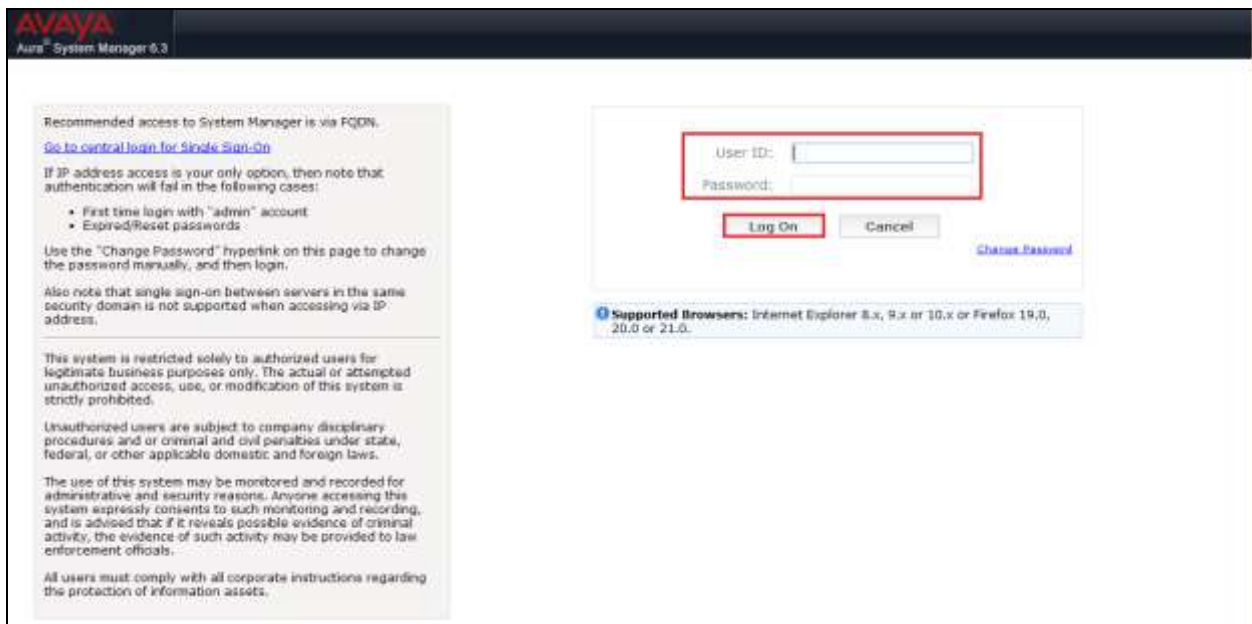 AVAYA
Aura® System Manager 6.3
Recommended access to System Manager is via FQDN.
Go to central login for Single Sign-On
If IP address access is your only option, then note that
authentication will fail in the following cases:
• First time login with "admin" account
• Expired/Reset passwords
Use the "Change Password" hyperlink on this page to change
the password manually, and then login.
Also note that single sign-on between servers in the same
security domain is not supported when accessing via IP
address.
This system is restricted solely to authorized users for
legitimate business purposes only. The actual or attempted
unauthorized access, use, or modification of this system is
strictly prohibited.
Unauthorized users are subject to company disciplinary
procedures and or criminal and civil penalties under state,
federal, or other applicable domestic and foreign laws.
The use of this system may be monitored and recorded for
administrative and security reasons. Anyone accessing this
system expressly consents to such monitoring and recording,
and is advised that if it reveals possible evidence of criminal
activity, the evidence of such activity may be provided to law
enforcement officials.
All users must comply with all corporate instructions regarding
the protection of information assets.
User ID:
Password:
Log On Cancel
Change Password
Supported Browsers: Internet Explorer 8.x, 9.x or 10.x or Firefox 19.0,
20.0 or 21.0.